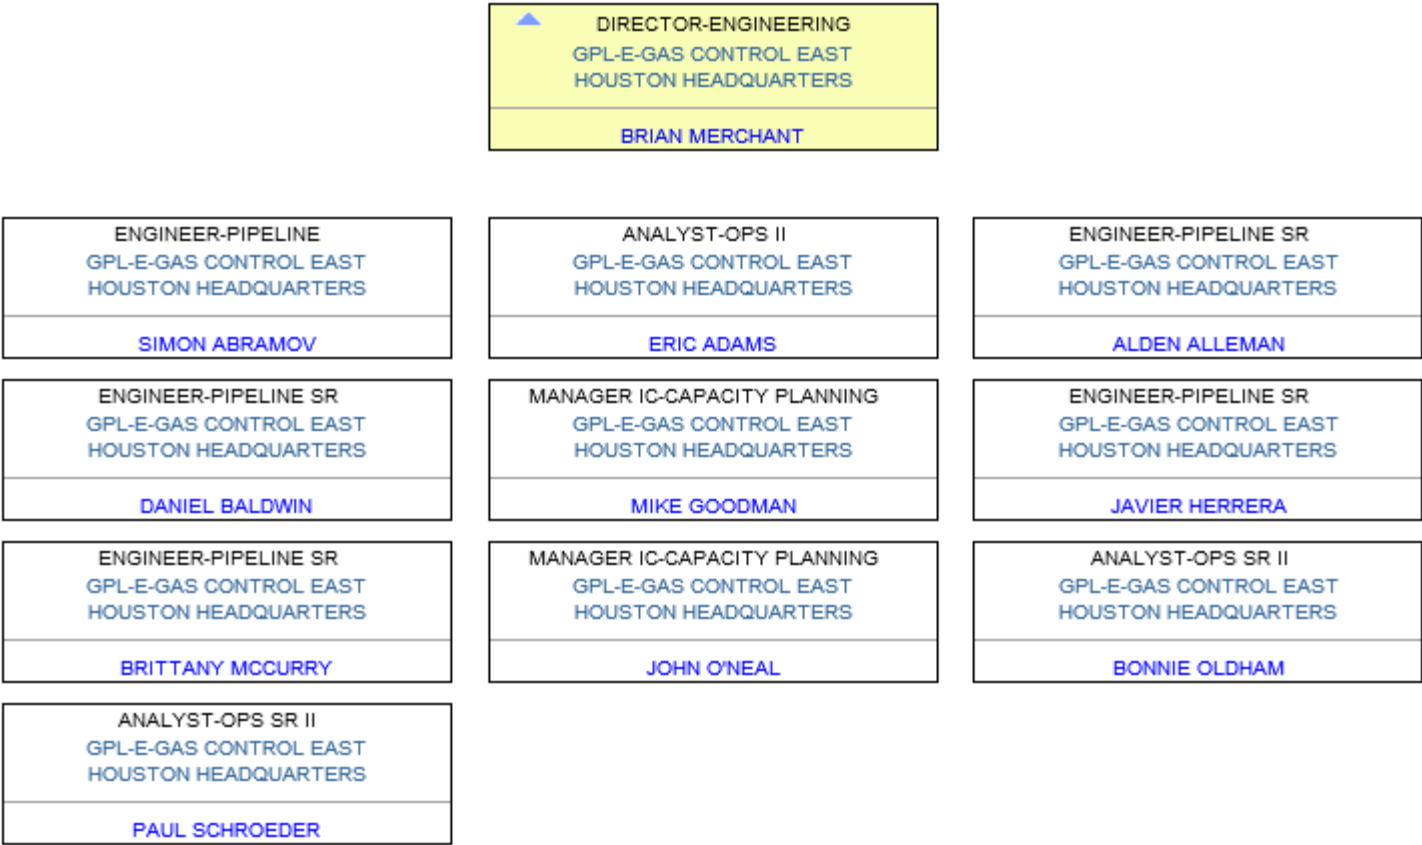 DIRECTOR-ENGINEERING
GPL-E-GAS CONTROL EAST
HOUSTON HEADQUARTERS
BRIAN MERCHANT
ENGINEER-PIPELINE
GPL-E-GAS CONTROL EAST
HOUSTON HEADQUARTERS
SIMON ABRAMOV
ANALYST-OPS II
GPL-E-GAS CONTROL EAST
HOUSTON HEADQUARTERS
ERIC ADAMS
ENGINEER-PIPELINE SR
GPL-E-GAS CONTROL EAST
HOUSTON HEADQUARTERS
ALDEN ALLEMAN
ENGINEER-PIPELINE SR
GPL-E-GAS CONTROL EAST
HOUSTON HEADQUARTERS
DANIEL BALDWIN
MANAGER IC-CAPACITY PLANNING
GPL-E-GAS CONTROL EAST
HOUSTON HEADQUARTERS
MIKE GOODMAN
ENGINEER-PIPELINE SR
GPL-E-GAS CONTROL EAST
HOUSTON HEADQUARTERS
JAVIER HERRERA
ENGINEER-PIPELINE SR
GPL-E-GAS CONTROL EAST
HOUSTON HEADQUARTERS
BRITTANY MCCURRY
MANAGER IC-CAPACITY PLANNING
GPL-E-GAS CONTROL EAST
HOUSTON HEADQUARTERS
JOHN O'NEAL
ANALYST-OPS SR II
GPL-E-GAS CONTROL EAST
HOUSTON HEADQUARTERS
BONNIE OLDHAM
ANALYST-OPS SR II
GPL-E-GAS CONTROL EAST
HOUSTON HEADQUARTERS
PAUL SCHROEDER